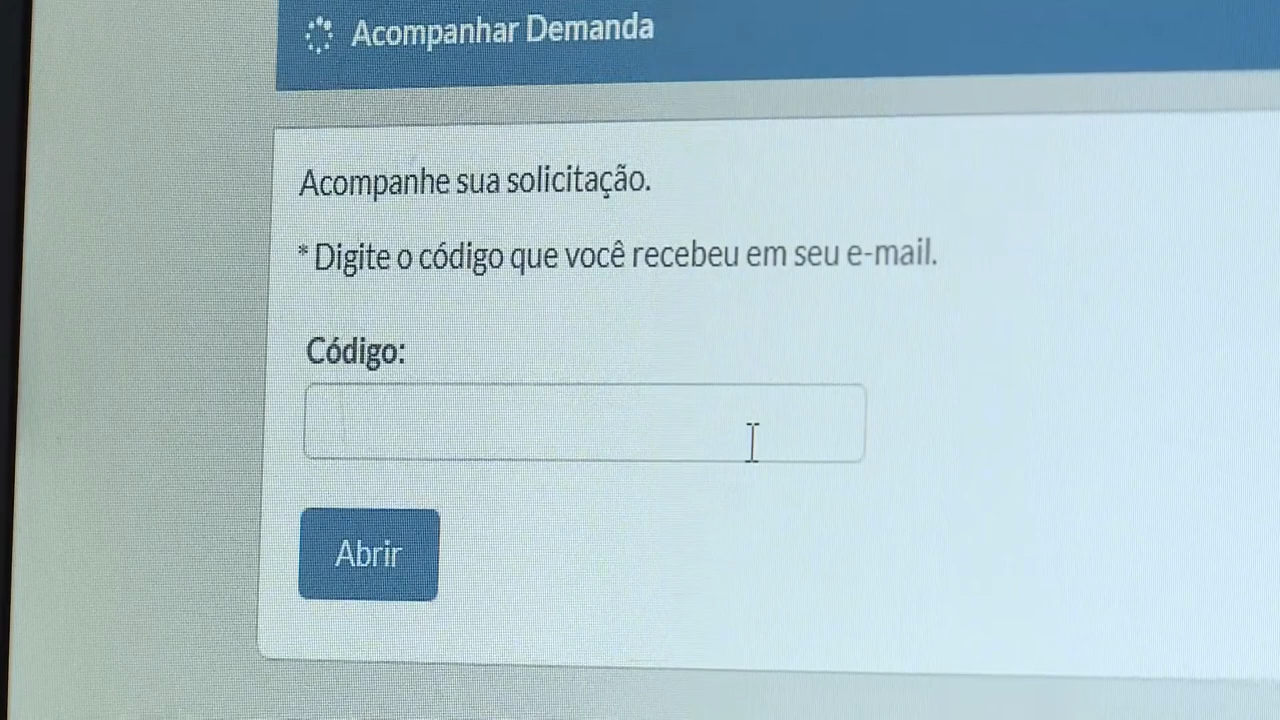 Acompanhar Demanda
Acompanhe sua solicitação.
* Digite o código que você recebeu em seu e-mail.
Código:
Abrir